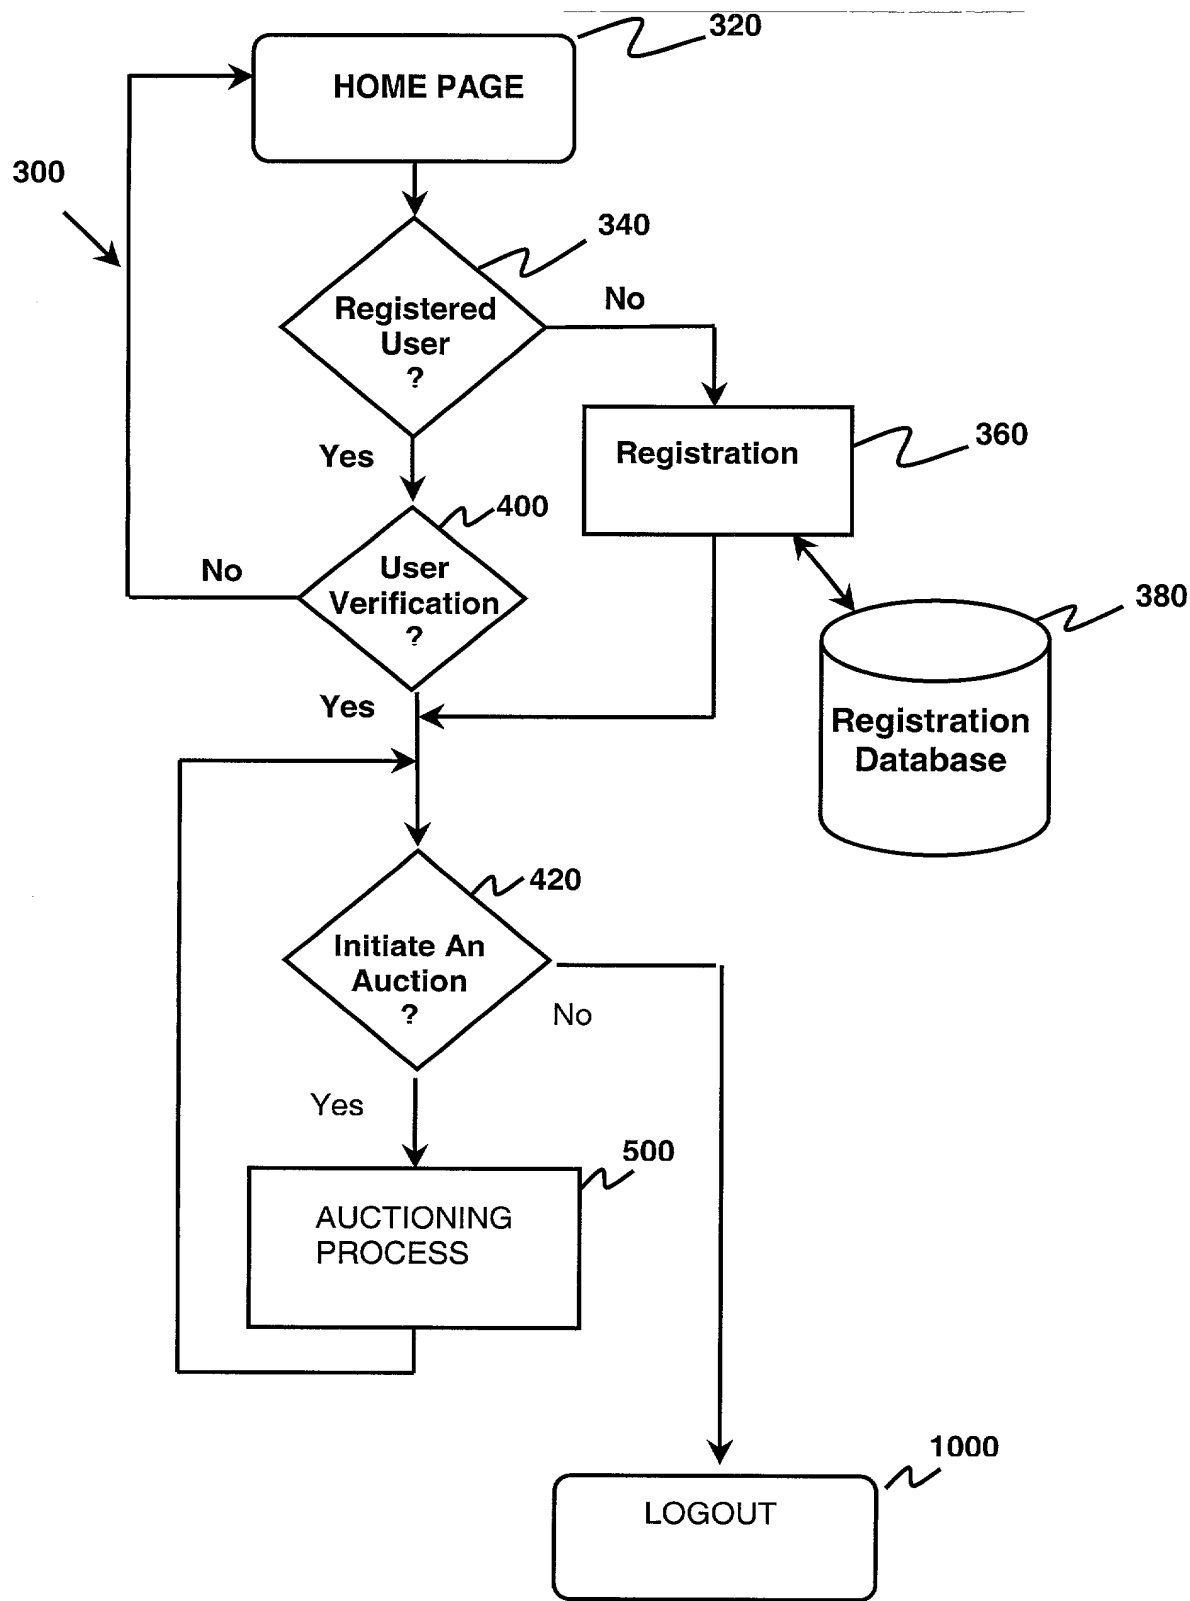 320
HOME PAGE
300
340
Registered
User
?
No
Yes
360
Registration
400
User
Verification
?
No
380
Yes
Registration
Database
420
Initiate An
Auction
?
No
Yes
500
AUCTIONING
PROCESS
1000
LOGOUT